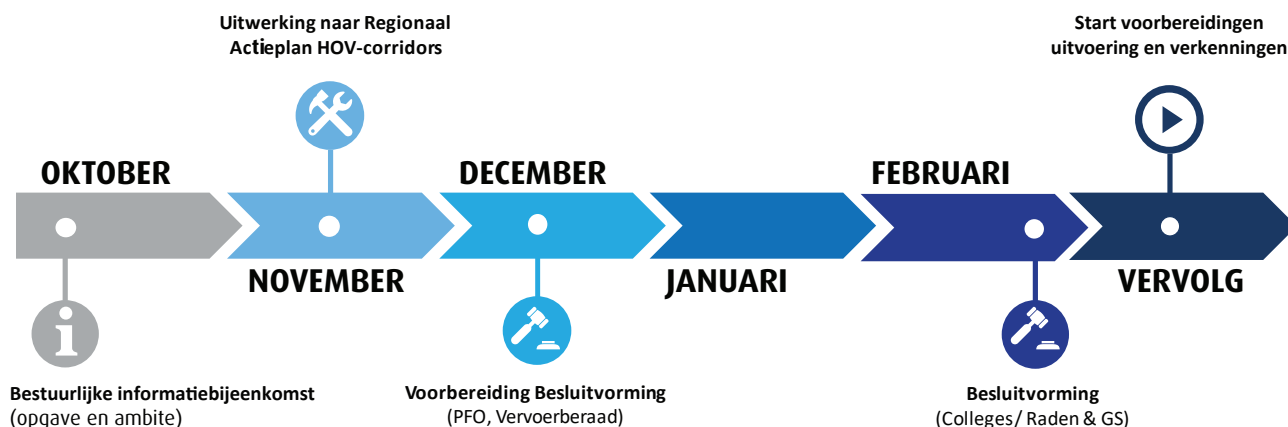 Uitwerking naar Regionaal
Actieplan HOV-corridors
Start voorbereidingen
uitvoering en verkenningen
OKTOBER
DECEMBER
FEBRUARI
NOVEMBER
JANUARI
VERVOLG
Bestuurlijke informatiebijeenkomst
(opgave en ambite)
Voorbereiding Besluitvorming
(PFO, Vervoerberaad)
Besluitvorming
(Colleges/ Raden & GS)